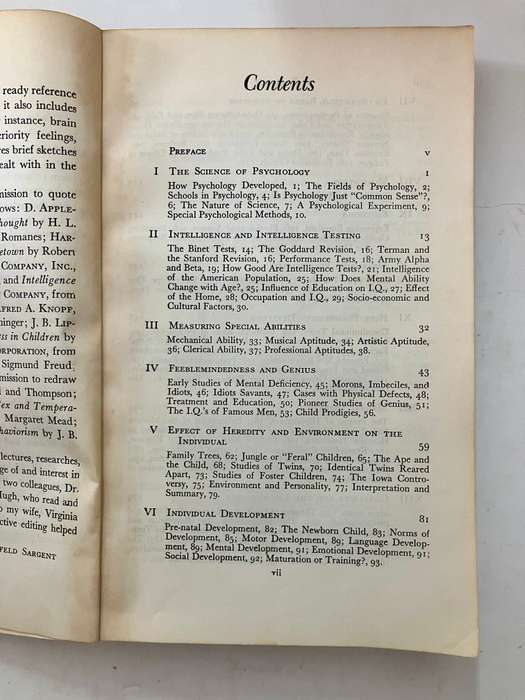 ready reference
it also includes
instance, brain
eriority feelings,
es brief sketches
ealt with in the
mission to quote
ows: D. APPLE-
hought by H. L.
Romanes; HAR-
etown by Robert
COMPANY, INC.,
and Intelligence
COMPANY, from
FRED A. KNOPF,
inger; J. B. LIP-
ss in Children by
ORPORATION, from
Sigmund Freud.
mission to redraw
l and Thompson;
ex and Tempera-
Margaret Mead;
haviorism by J. B.
lectures, researches,
ge of and interest in
two colleagues, Dr.
Hugh, who read and
o my wife, Virginia
ctive editing helped
FELD SARGENT
Contents
PREFACE v
I THE SCIENCE OF PSYCHOLOGY 1
How Psychology Developed, 1; The Fields of Psychology, 2;
Schools in Psychology, 4; Is Psychology Just "Common Sense"?,
6; The Nature of Science, 7; A Psychological Experiment, 9;
Special Psychological Methods, 10.
II INTELLIGENCE AND INTELLIGENCE TESTING 13
The Binet Tests, 14; The Goddard Revision, 16; Terman and
the Stanford Revision, 16; Performance Tests, 18; Army Alpha
and Beta, 19; How Good Are Intelligence Tests?, 21; Intelligence
of the American Population, 25; How Does Mental Ability
Change with Age?, 25; Influence of Education on I.Q., 27; Effect
of the Home, 28; Occupation and I.Q., 29; Socio-economic and
Cultural Factors, 30.
III MEASURING SPECIAL ABILITIES 32
Mechanical Ability, 33; Musical Aptitude, 34; Artistic Aptitude,
36; Clerical Ability, 37; Professional Aptitudes, 38.
IV FEEBLEMINDEDNESS AND GENIUS 43
Early Studies of Mental Deficiency, 45; Morons, Imbeciles, and
Idiots, 46; Idiots Savants, 47; Cases with Physical Defects, 48;
Treatment and Education, 50; Pioneer Studies of Genius, 51;
The I.Q.'s of Famous Men, 53; Child Prodigies, 56.
V EFFECT OF HEREDITY AND ENVIRONMENT ON THE
INDIVIDUAL 59
Family Trees, 62; Jungle or "Feral" Children, 65; The Ape and
the Child, 68; Studies of Twins, 70; Identical Twins Reared
Apart, 73; Studies of Foster Children, 74; The Iowa Contro-
versy, 75; Environment and Personality, 77; Interpretation and
Summary, 79.
VI INDIVIDUAL DEVELOPMENT 81
Pre-natal Development, 82; The Newborn Child, 83; Norms of
Development, 85; Motor Development, 89; Language Develop-
ment, 89; Mental Development, 91; Emotional Development, 91;
Social Development, 92; Maturation or Training?, 93.
vii